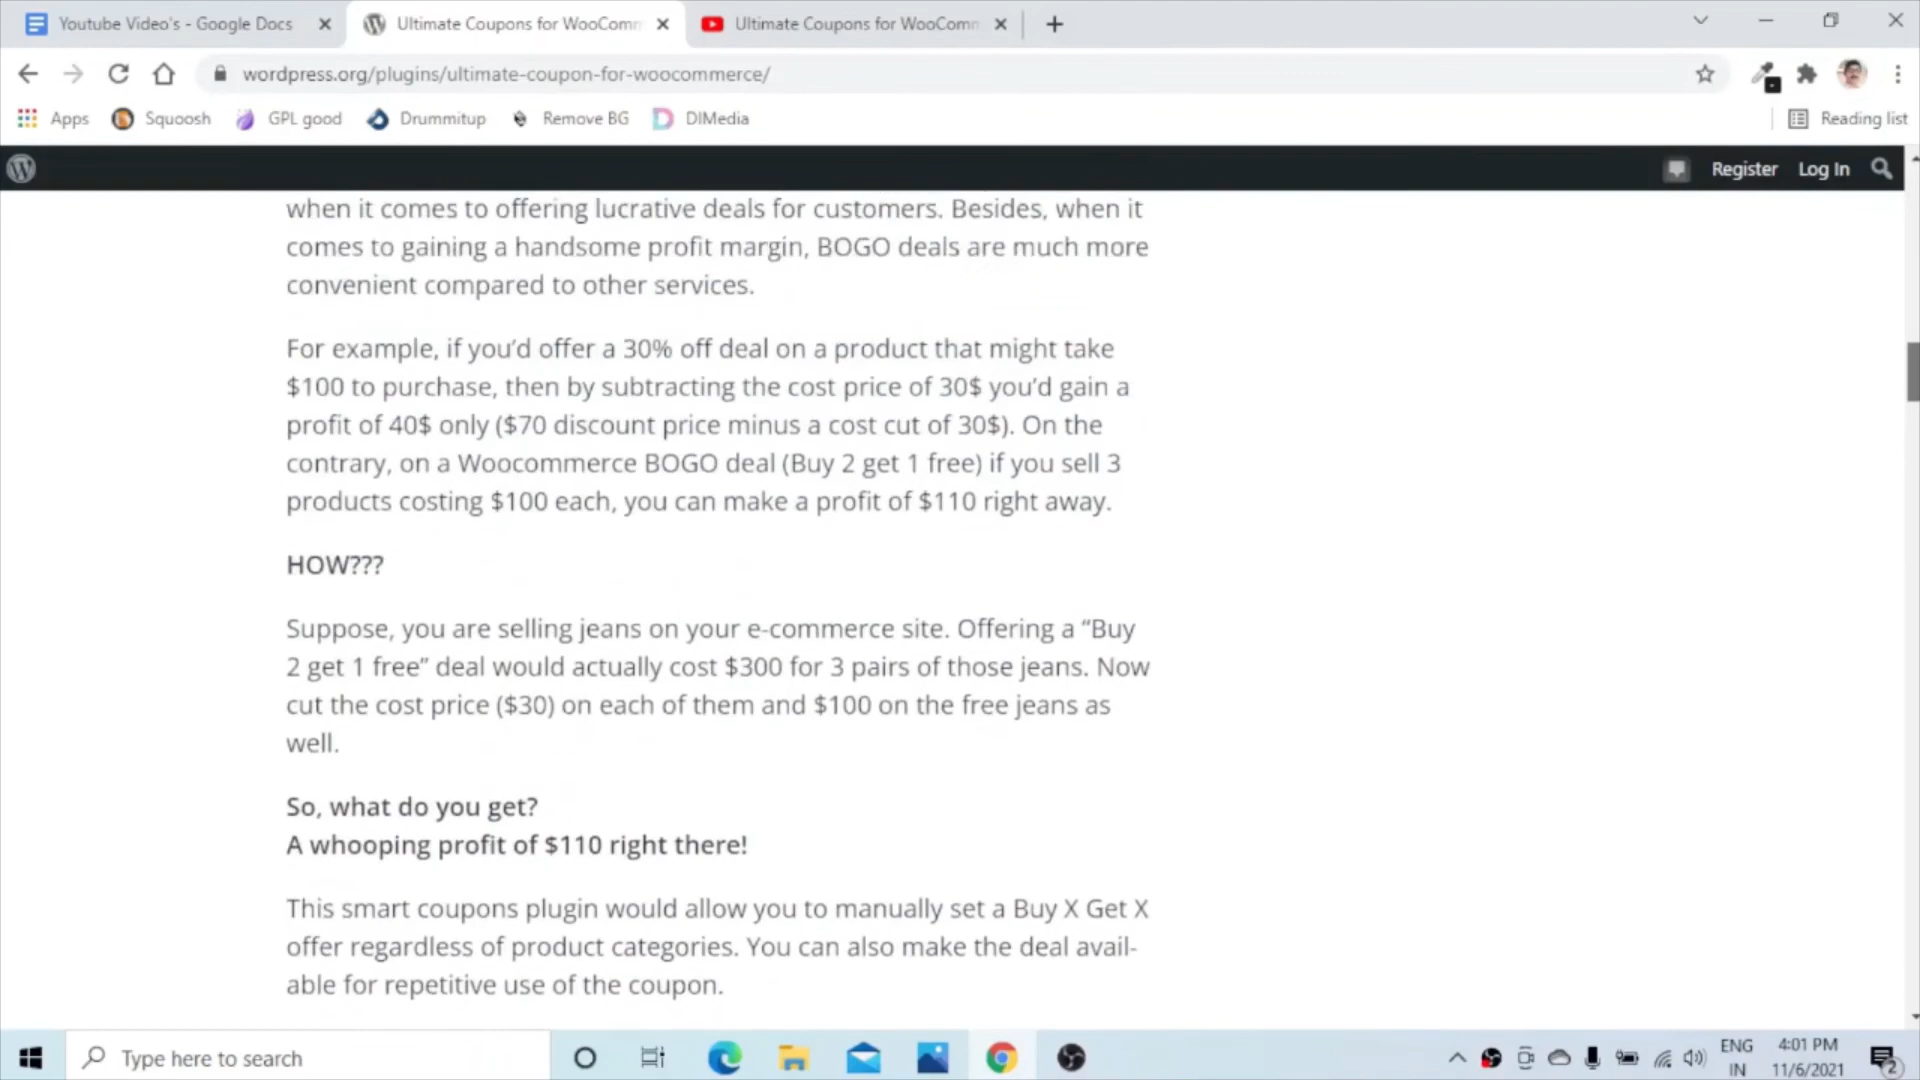 Youtube Video's - Google Docs
Ultimate Coupons for WooComm
Ultimate Coupons for WooComm
wordpress.org/plugins/ultimate-coupon-for-woocommerce/
Apps
Squoosh
GPL good
Drummitup
Remove BG
DIMedia
Reading list
Register
Log In
when it comes to offering lucrative deals for customers. Besides, when it
comes to gaining a handsome profit margin, BOGO deals are much more
convenient compared to other services.
For example, if you’d offer a 30% off deal on a product that might take
$100 to purchase, then by subtracting the cost price of 30$ you’d gain a
profit of 40$ only ($70 discount price minus a cost cut of 30$). On the
contrary, on a Woocommerce BOGO deal (Buy 2 get 1 free) if you sell 3
products costing $100 each, you can make a profit of $110 right away.
HOW???
Suppose, you are selling jeans on your e-commerce site. Offering a “Buy
2 get 1 free” deal would actually cost $300 for 3 pairs of those jeans. Now
cut the cost price ($30) on each of them and $100 on the free jeans as
well.
So, what do you get?
A whooping profit of $110 right there!
This smart coupons plugin would allow you to manually set a Buy X Get X
offer regardless of product categories. You can also make the deal avail-
able for repetitive use of the coupon.
Type here to search
ENG
IN
4:01 PM
11/6/2021
2